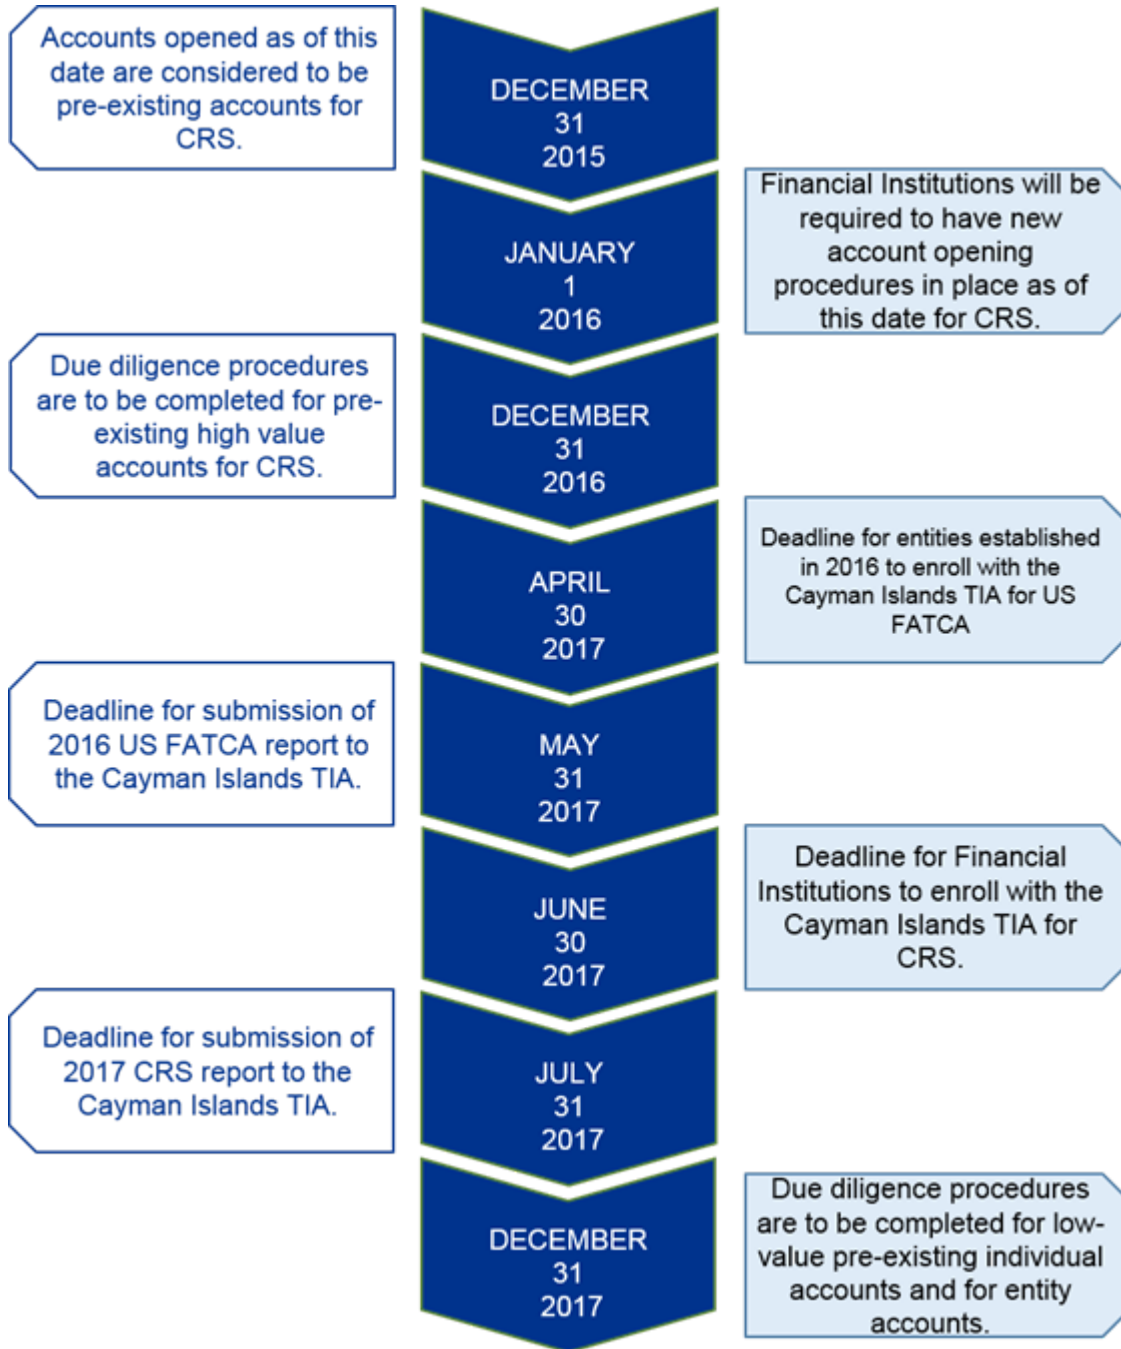 Accounts opened as of this
date are considered to be
pre-existing accounts for
CRS.
DECEMBER
31
2015
Financial Institutions will be
required to have new
account opening
procedures in place as of
this date for CRS.
JANUARY
1
2016
Due diligence procedures
are to be completed for pre-
existing high value
accounts for CRS.
DECEMBER
31
2016
Deadline for entities established
in 2016 to enroll with the
Cayman Islands TIA for US
FATCA
APRIL
30
2017
Deadline for submission of
2016 US FATCA report to
the Cayman Islands TIA.
MAY
31
2017
Deadline for Financial
Institutions to enroll with the
Cayman Islands TIA for
CRS.
JUNE
30
2017
Deadline for submission of
2017 CRS report to the
Cayman Islands TIA.
JULY
31
2017
Due diligence procedures
are to be completed for low-
value pre-existing individual
accounts and for entity
accounts.
DECEMBER
31
2017